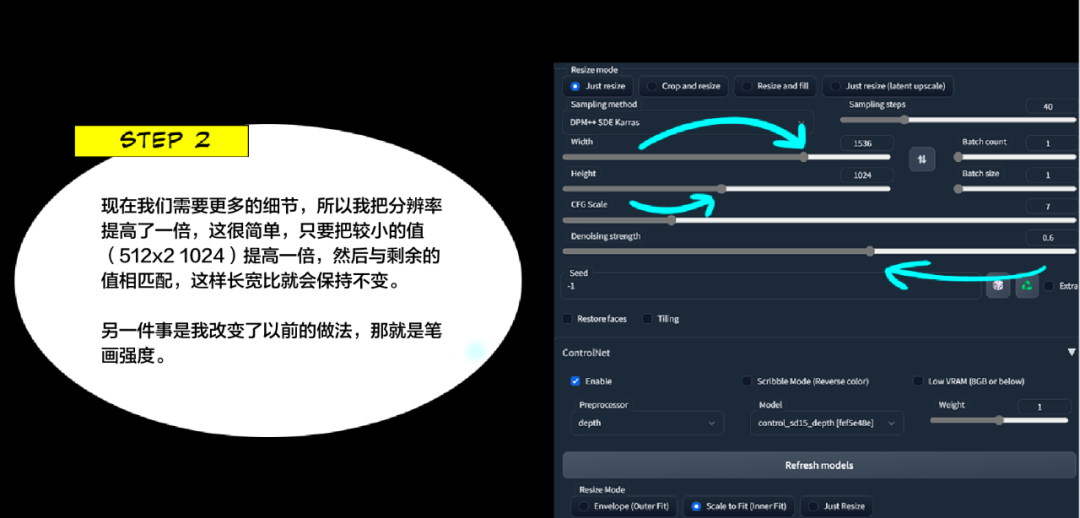 STEP 2
现在我们需要更多的细节，所以我把分辨率
提高了一倍，这很简单，只要把较小的值
（512x2 1024）提高一倍，然后与剩余的
值相匹配，这样长宽比就会保持不变。
另一件事是我改变了以前的做法，那就是笔
画强度。
Resize mode
Just resize
Crop and resize
Resize and fill
Just resize (latent upscale)
Sampling method
Sampling steps
40
DPM++ SDE Karras
Width
1536
Batch count
1
Height
1024
Batch size
1
CFG Scale
7
Denoising strength
0.6
Seed
-1
Extra
Restore faces
Tiling
ControlNet
Enable
Scribble Mode (Reverse color)
Low VRAM (8GB or below)
Preprocessor
depth
Model
control_sd15_depth [fef5e48e]
Weight
1
Refresh models
Resize Mode
Envelope (Outer Fit)
Scale to Fit (Inner Fit)
Just Resize